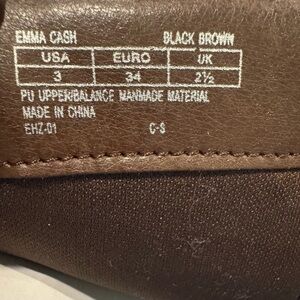 EMMA CASH BLACK BROWN
USA EURO UK
3 34 2½
PU UPPER/BALANCE MANMADE MATERIAL
MADE IN CHINA
EHZ-01 C-S